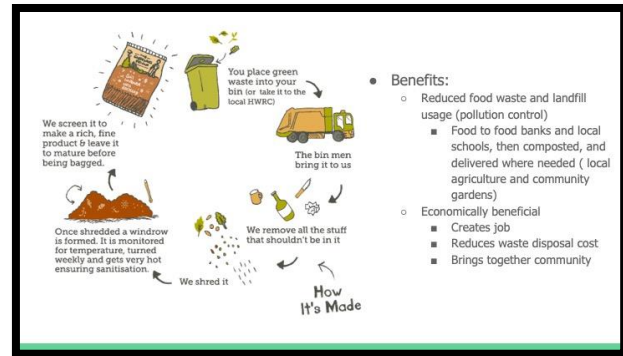 You place green
waste into your
bin (or take it to the
local HWRC)
The bin men
bring it to us
We remove all the stuff
that shouldn't be in it
We shred it
Once shredded a windrow
is formed. It is monitored
for temperature, turned
weekly and gets very hot
ensuring sanitisation.
We screen it to
make a rich, fine
product & leave it
to mature before
being bagged.
How
It's Made
● Benefits:
○ Reduced food waste and landfill
usage (pollution control)
■ Food to food banks and local
schools, then composted, and
delivered where needed ( local
agriculture and community
gardens)
○ Economically beneficial
■ Creates job
■ Reduces waste disposal cost
■ Brings together community